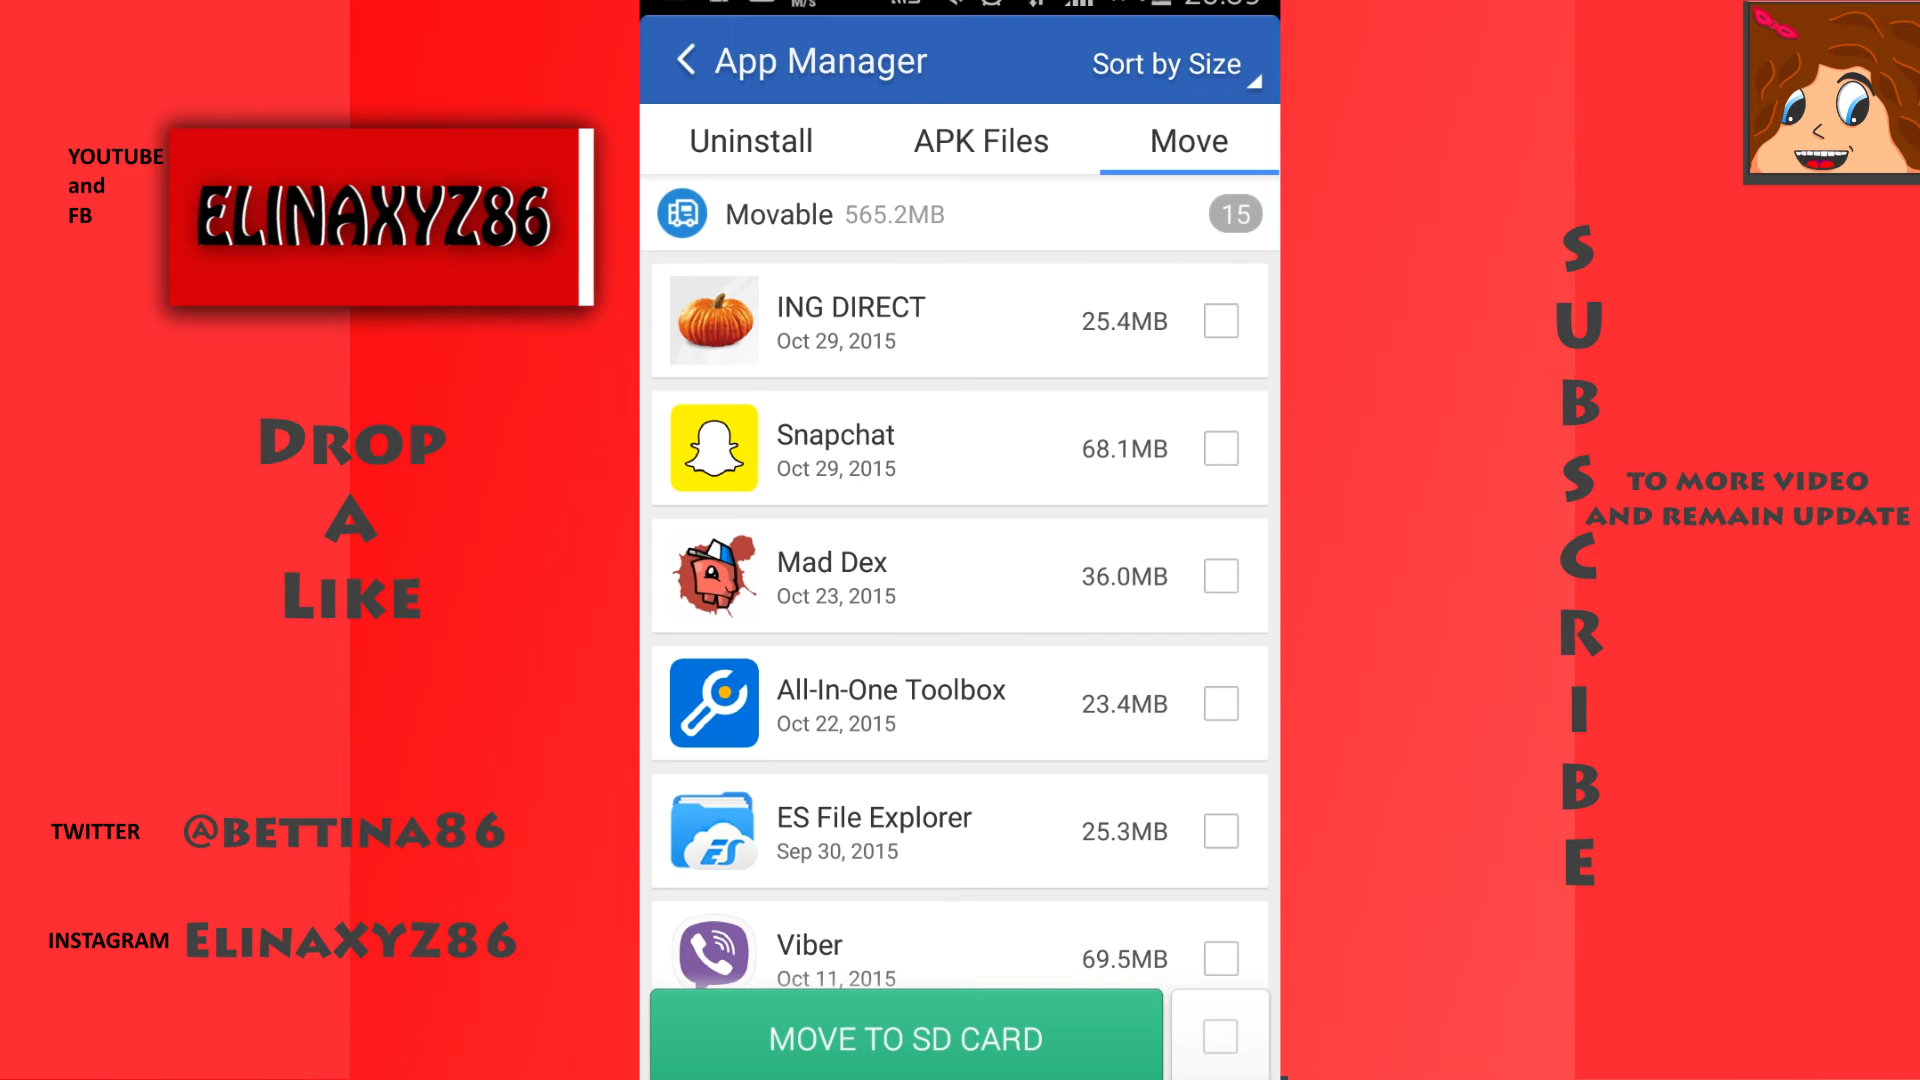 M/S
App Manager
Sort by Size
Uninstall
APK Files
Move
Movable 565.2MB
15
ING DIRECT
Oct 29, 2015
25.4MB
Snapchat
Oct 29, 2015
68.1MB
Mad Dex
Oct 23, 2015
36.0MB
All-In-One Toolbox
Oct 22, 2015
23.4MB
ES File Explorer
Sep 30, 2015
25.3MB
ES
Viber
Oct 11, 2015
69.5MB
MOVE TO SD CARD
YOUTUBE
and
FB
ELINAXYZ86
DROP
A
LIKE
TWITTER @BETTINA86
INSTAGRAM ELINAXYZ86
SUBSCRIBE
TO MORE VIDEO
AND REMAIN UPDATE